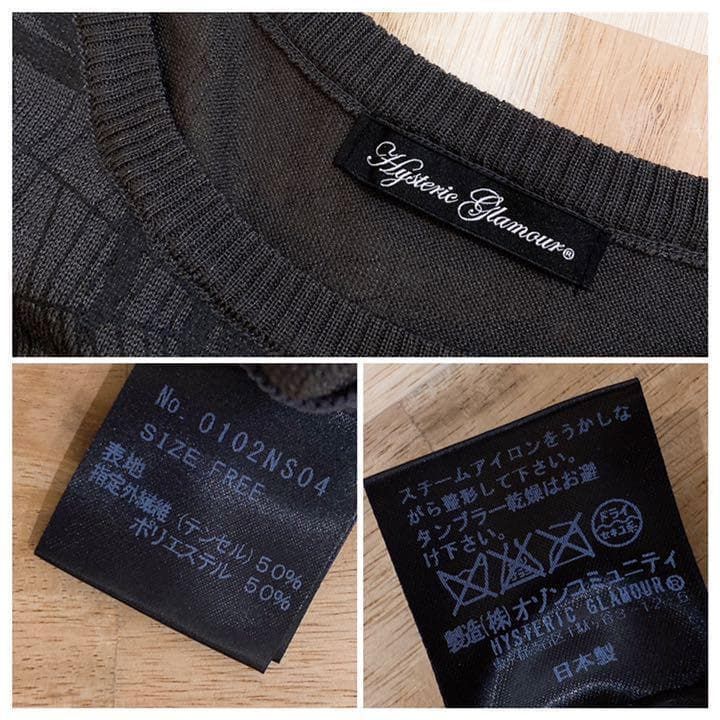 Hysteric Glamour®
No. 0102NS04
SIZE FREE
表地
指定外繊維(テンセル)50%
ポリエステル 50%
スチームアイロンをうかしな
がら整形して下さい。
タンブラー乾燥はお避
け下さい。
ドライ
セキユ系
製造(株)オゾンコミュニティ
HYSTERIC GLAMOUR®
日本製